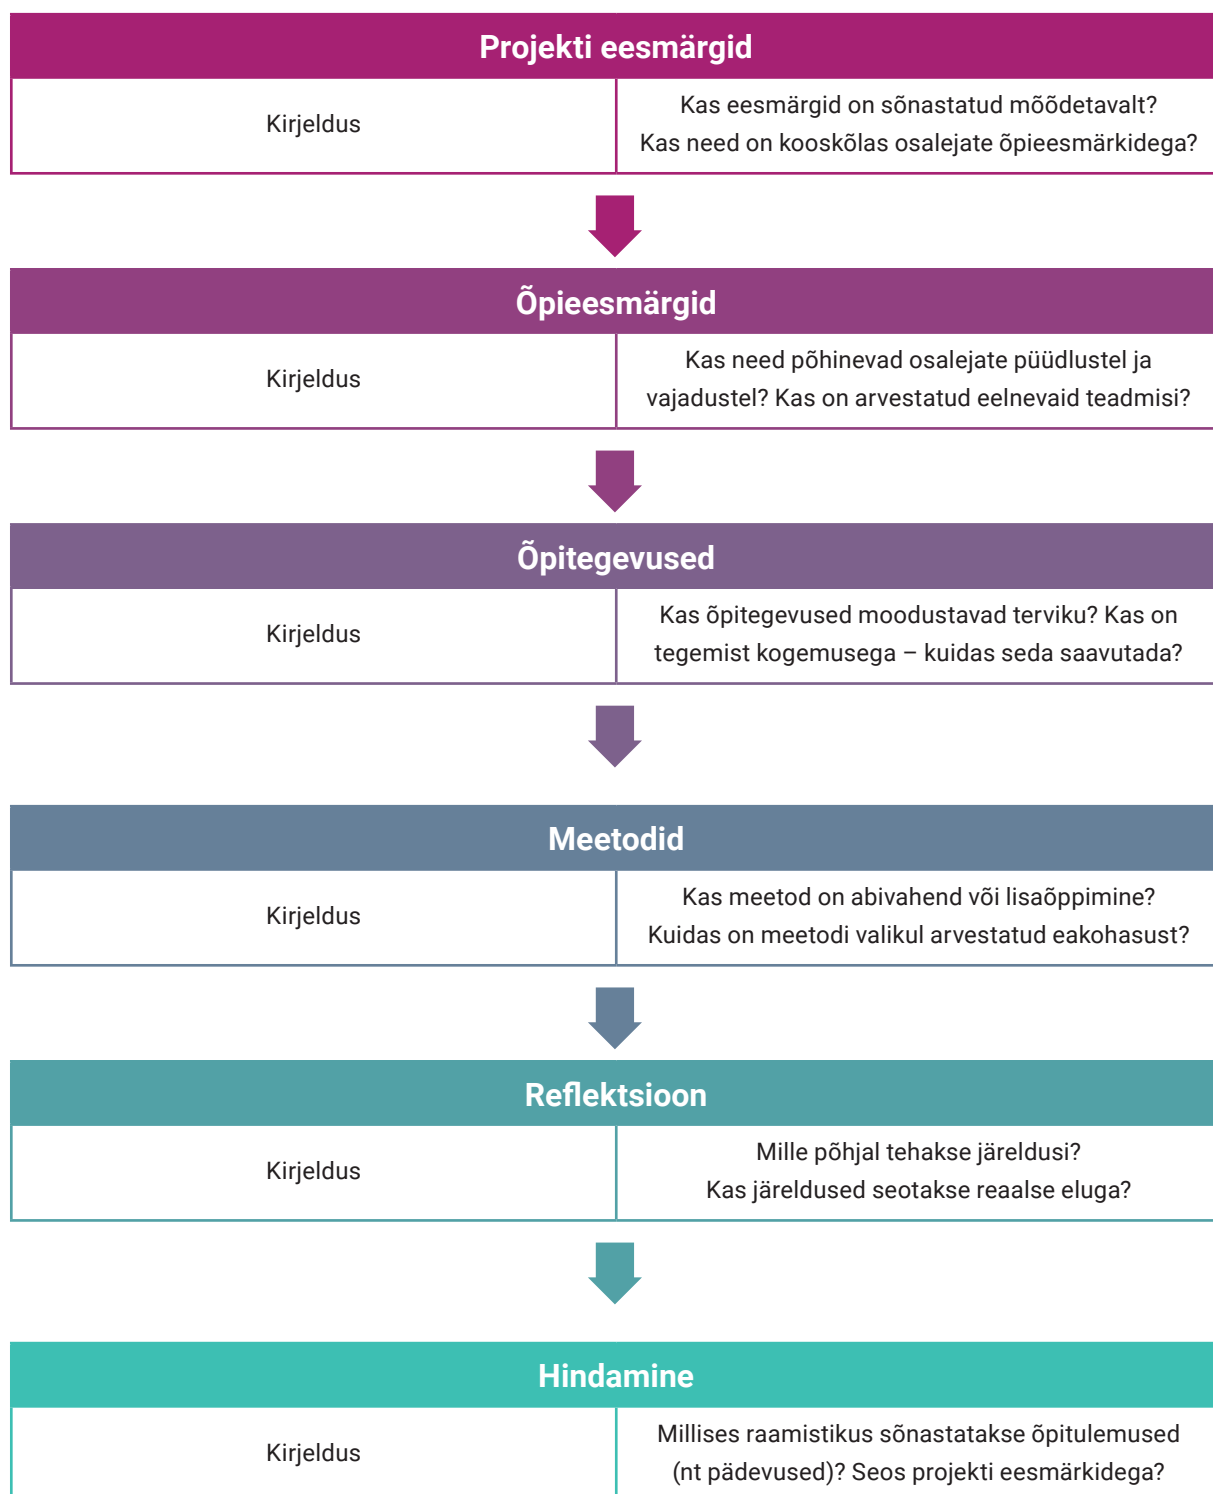 Projekti eesmärgid
Kirjeldus
Kas eesmärgid on sõnastatud mõõdetavalt?
Kas need on kooskõlas osalejate õpieesmärkidega?
Õpieesmärgid
Kirjeldus
Kas need põhinevad osalejate püüdlustel ja
vajadustel? Kas on arvestatud eelnevaid teadmisi?
Õpitegevused
Kirjeldus
Kas õpitegevused moodustavad terviku? Kas on
tegemist kogemusega – kuidas seda saavutada?
Meetodid
Kirjeldus
Kas meetod on abivahend või lisaõppimine?
Kuidas on meetodi valikul arvestatud eakohasust?
Reflektsioon
Kirjeldus
Mille põhjal tehakse järeldusi?
Kas järeldused seotakse reaalse eluga?
Hindamine
Kirjeldus
Millises raamistikus sõnastatakse õpitulemused
(nt pädevused)? Seos projekti eesmärkidega?